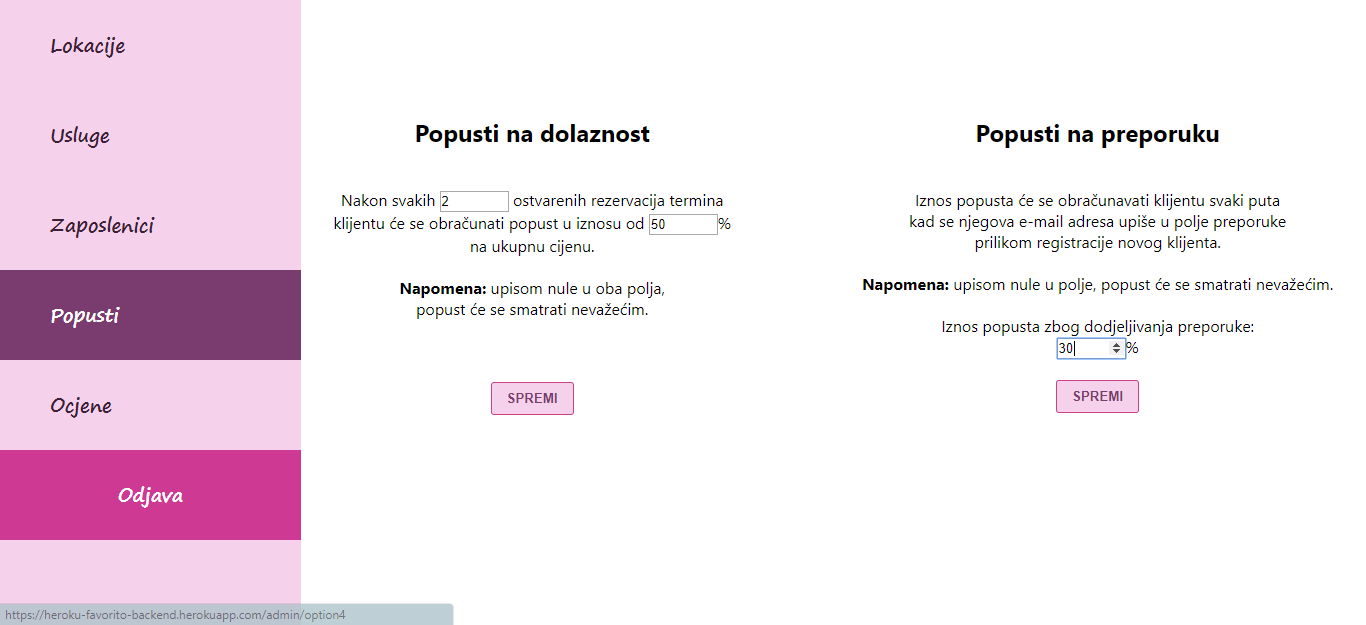 Lokacije
Usluge
Zaposlenici
Popusti
Ocjene
Odjava
Popusti na dolaznost
Nakon svakih 2 ostvarenih rezervacija termina
klijentu će se obračunati popust u iznosu od 50 %
na ukupnu cijenu.
Napomena: upisom nule u oba polja,
popust će se smatrati nevažećim.
SPREMI
Popusti na preporuku
Iznos popusta će se obračunavati klijentu svaki puta
kad se njegova e-mail adresa upiše u polje preporuke
prilikom registracije novog klijenta.
Napomena: upisom nule u polje, popust će se smatrati nevažećim.
Iznos popusta zbog dodjeljivanja preporuke:
30 %
SPREMI
https://heroku-favorito-backend.herokuapp.com/admin/option4